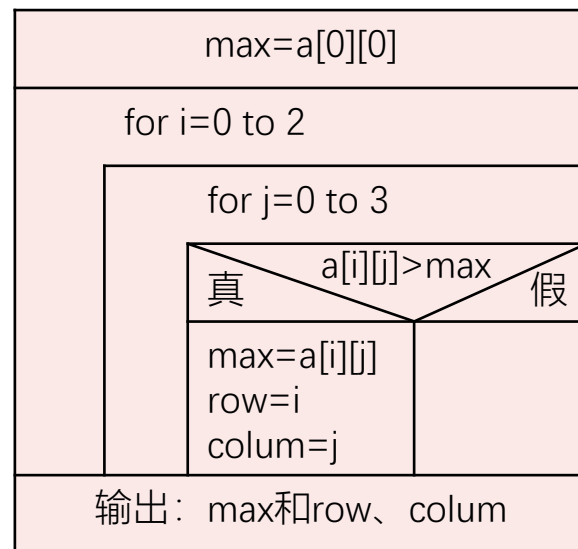 max=a[0][0]
for i=0 to 2
for j=0 to 3
a[i][j]>max
真
假
max=a[i][j]
row=i
colum=j
输出：max和row、colum